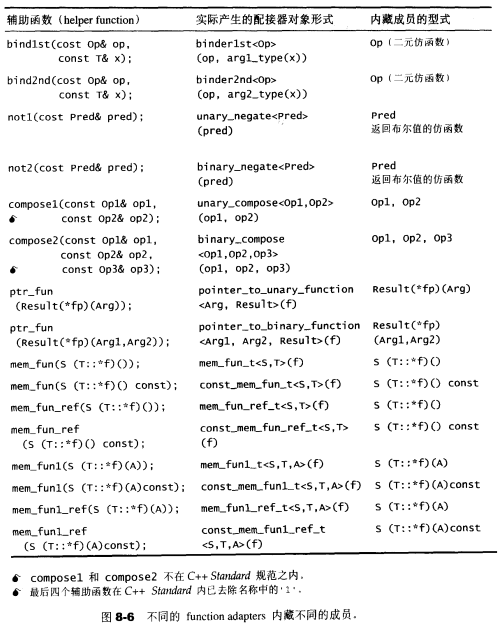 辅助函数（helper function）	实际产生的配接器对象形式	内藏成员的型式
bind1st(cost Op& op,	binder1st<Op>	Op（二元仿函数）
const T& x);	(op, arg1_type(x))
bind2nd(cost Op& op,	binder2nd<Op>	Op（二元仿函数）
const T& x);	(op, arg2_type(x))
not1(cost Pred& pred);	unary_negate<Pred>	Pred
(pred)	返回布尔值的仿函数
not2(cost Pred& pred);	binary_negate<Pred>	Pred
(pred)	返回布尔值的仿函数
compose1(const Op1& op1,	unary_compose<Op1,Op2>	Op1, Op2
const Op2& op2);	(op1, op2)
compose2(const Op1& op1,	binary_compose	Op1, Op2, Op3
const Op2& op2,	<Op1,Op2,Op3>
const Op3& op3);	(op1, op2, op3)
ptr_fun	pointer_to_unary_function	Result(*fp)(Arg)
(Result(*fp)(Arg));	<Arg, Result>(f)
ptr_fun	pointer_to_binary_function	Result(*fp)
(Result(*fp)(Arg1,Arg2));	<Arg1, Arg2, Result>(f)	(Arg1,Arg2)
mem_fun(S (T::*f)());	mem_fun_t<S,T>(f)	S (T::*f)()
mem_fun(S (T::*f)() const);	const_mem_fun_t<S,T>(f)	S (T::*f)() const
mem_fun_ref(S (T::*f)());	mem_fun_ref_t<S,T>(f)	S (T::*f)()
mem_fun_ref	const_mem_fun_ref_t<S,T>	S (T::*f)() const
(S (T::*f)() const);	(f)
mem_fun1(S (T::*f)(A));	mem_fun1_t<S,T,A>(f)	S (T::*f)(A)
mem_fun1(S (T::*f)(A)const);	const_mem_fun1_t<S,T,A>(f)	S (T::*f)(A)const
mem_fun1_ref(S (T::*f)(A));	mem_fun1_ref_t<S,T,A>(f)	S (T::*f)(A)
mem_fun1_ref	const_mem_fun1_ref_t	S (T::*f)(A)const
(S (T::*f)(A)const);	<S,T,A>(f)
compose1 和 compose2 不在 C++ Standard 规范之内.
最后四个辅助函数在 C++ Standard 内已去除名称中的'1'.
图 8-6 不同的 function adapters 内藏不同的成员.